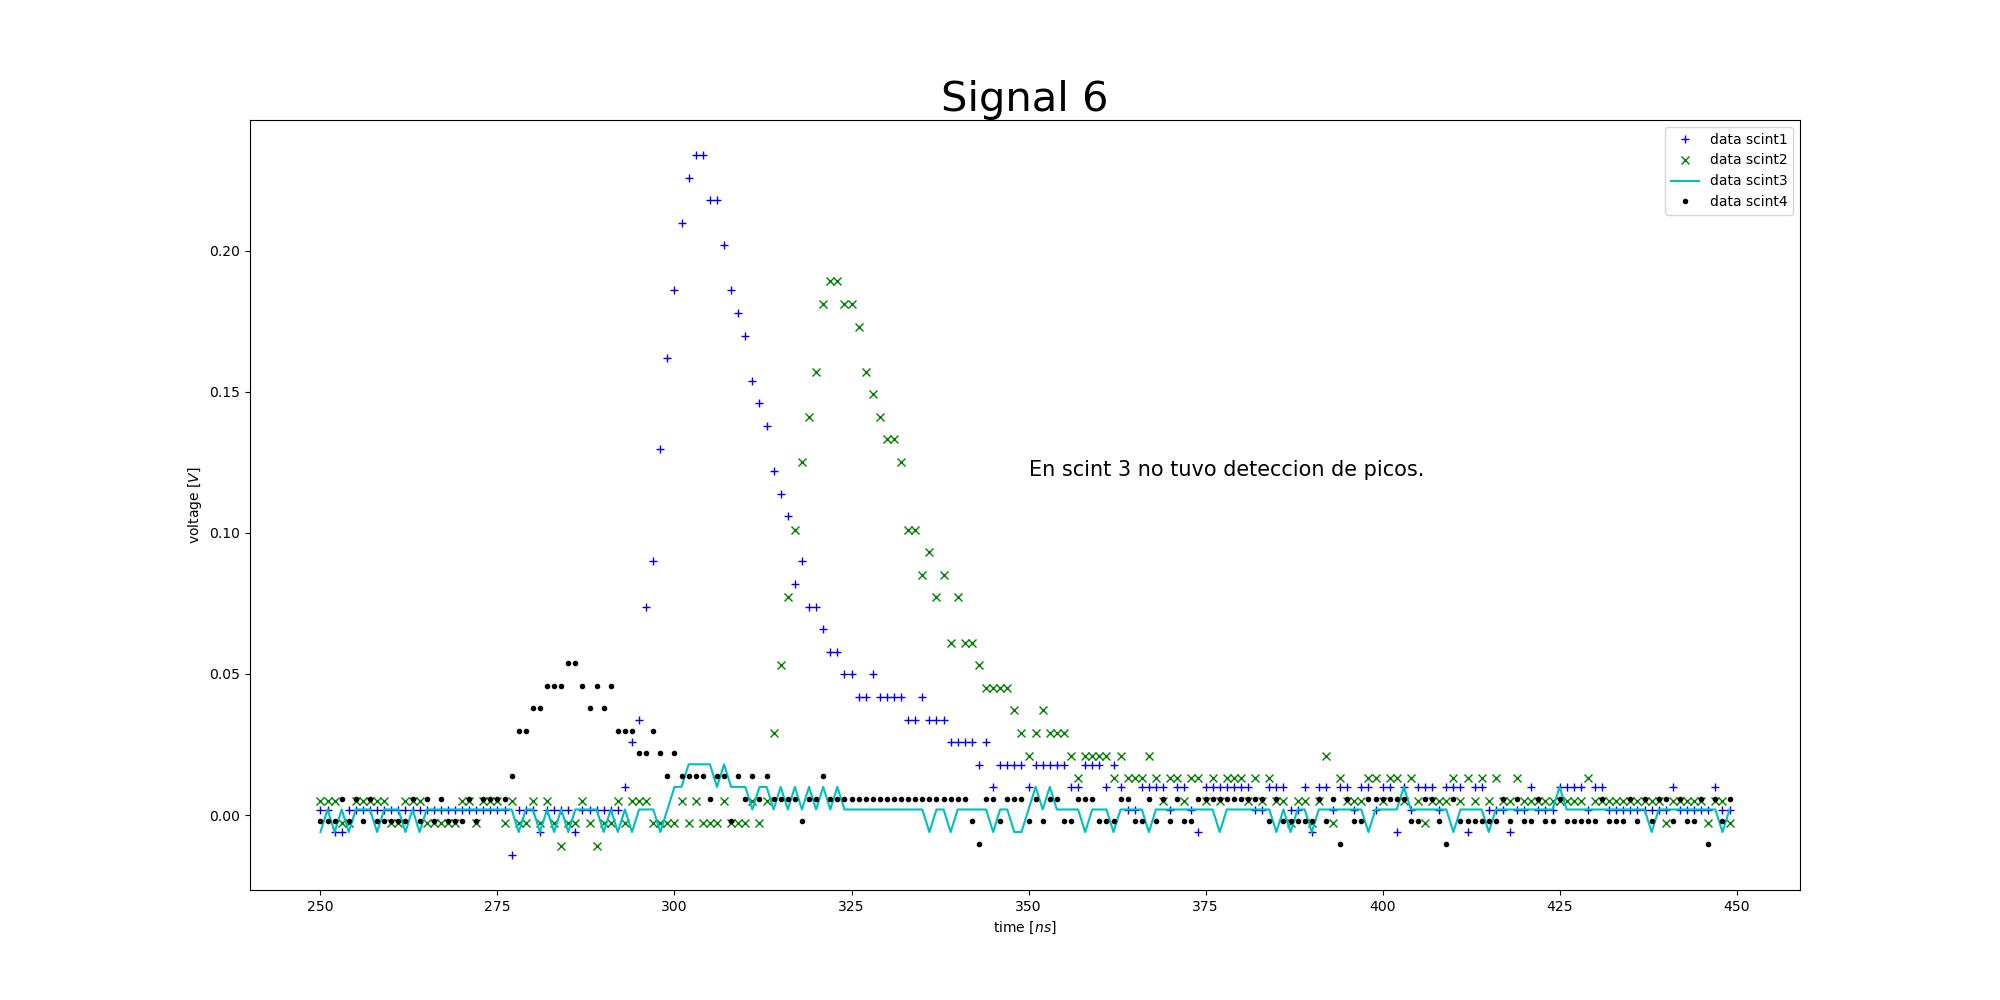 Signal 6
data scint1
data scint2
data scint3
data scint4
0.20
0.15
En scint 3 no tuvo deteccion de picos.
voltage [V]
0.10
0.05
0.00
250 275 300 325 350 375 400 425 450
time [ns]